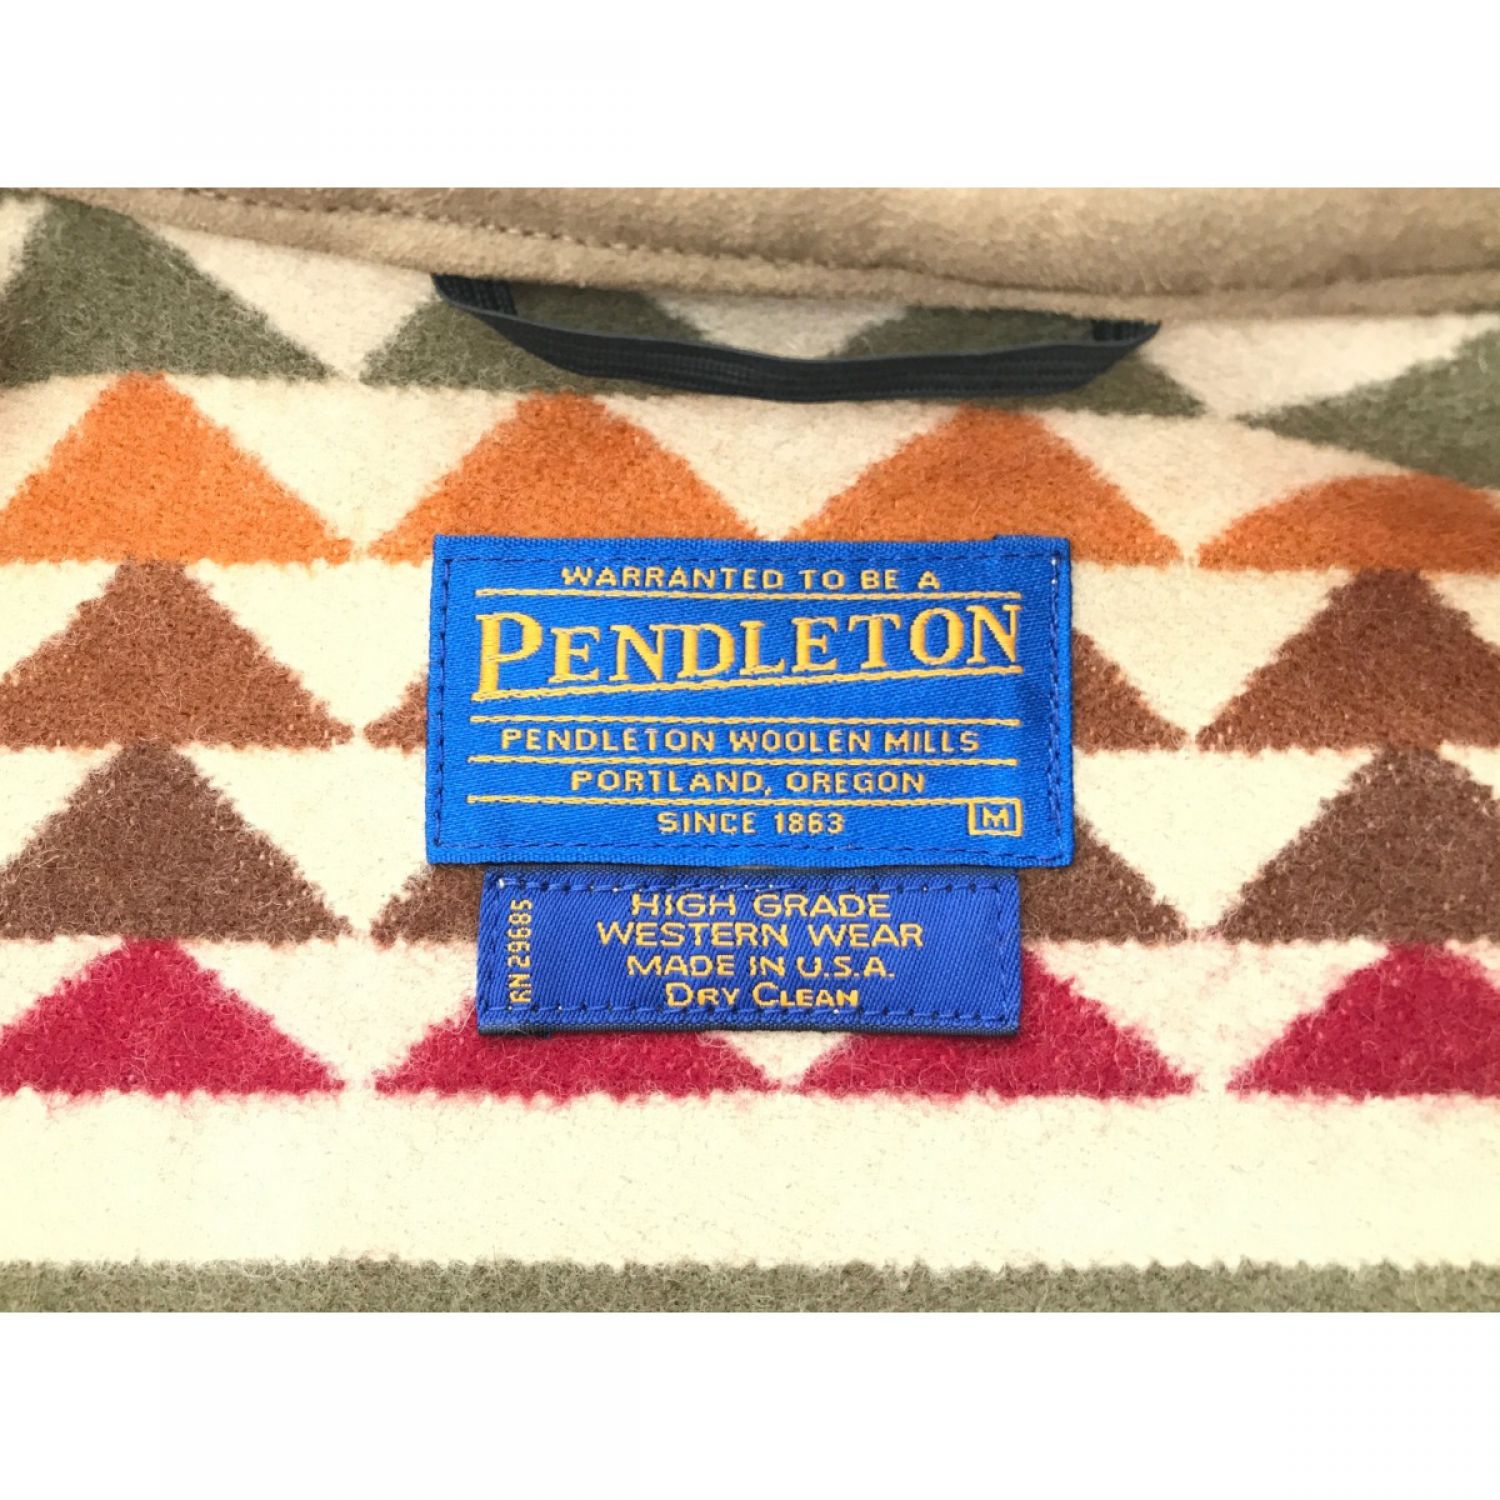 WARRANTED TO BE A
PENDLETON
PENDLETON WOOLEN MILLS
PORTLAND, OREGON
SINCE 1863
M
HIGH GRADE
WESTERN WEAR
MADE IN U.S.A.
DRY CLEAN
RN 29685